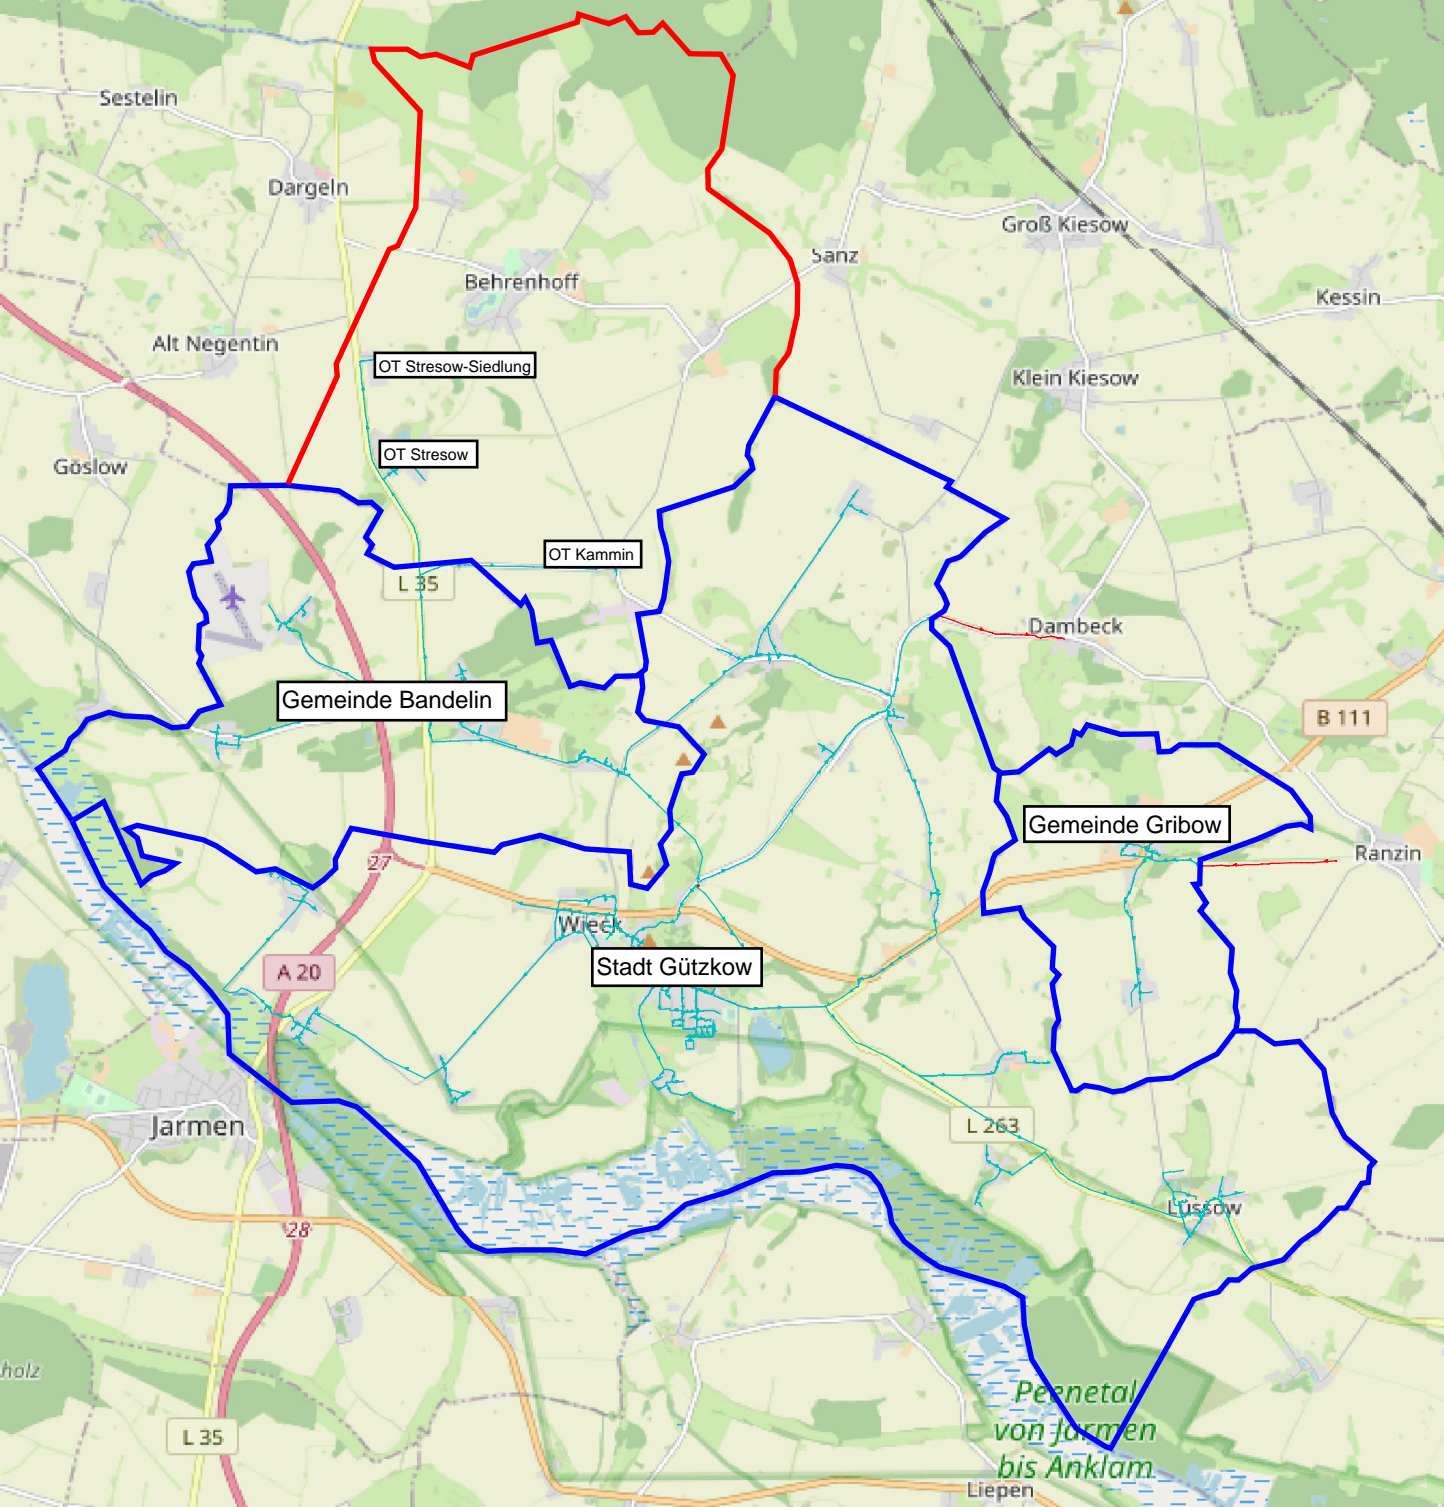 Sestelin
Dargeln
Groß Kiesow
Sanz
Behrenhoff
Kessin
Alt Negentin
OT Stresow-Siedlung
Klein Kiesow
OT Stresow
Göslow
OT Kammin
L 35
Dambeck
Gemeinde Bandelin
B 111
Gemeinde Gribow
Ranzin
27
Wieck
Stadt Gützkow
A 20
Jarmen
L 263
Lüssow
28
holz
Peenetal
von Jarmen
bis Anklam
L 35
Liepen